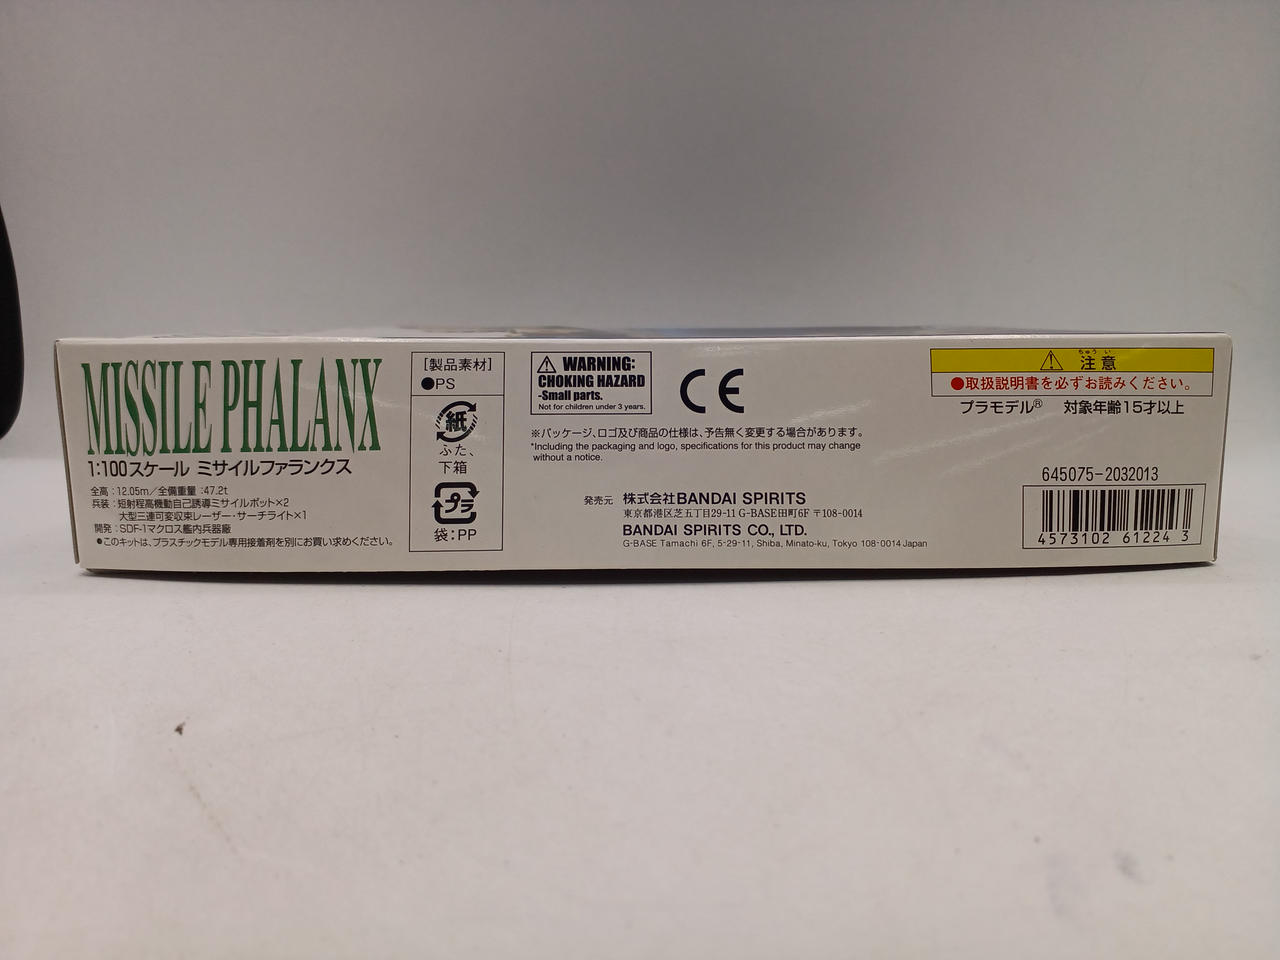 MISSILE PHALANX
1:100スケール ミサイルファランクス
全高：12.05m／全備重量：47.2t
兵装：短射程高機動自己誘導ミサイルポット×2
大型三連可変収束レーザー・サーチライト×1
開発：SDF-1マクロス艦内兵器廠
●このキットは、プラスチックモデル専用接着剤を別にお買い求めください。
［製品素材］
●PS
紙
ふた、
下箱
プラ
袋：PP
WARNING:
CHOKING HAZARD
-Small parts.
Not for children under 3 years.
CE
※パッケージ、ロゴ及び商品の仕様は、予告無く変更する場合があります。
*Including the packaging and logo, specifications for this product may change
without a notice.
発売元 株式会社BANDAI SPIRITS
東京都港区芝五丁目29-11 G-BASE田町6F 〒108-0014
BANDAI SPIRITS CO., LTD.
G-BASE Tamachi 6F, 5-29-11, Shiba, Minato-ku, Tokyo 108-0014 Japan
ちゅう い
注意
●取扱説明書を必ずお読みください。
プラモデル® 対象年齢15才以上
645075-2032013
4573102 61224 3